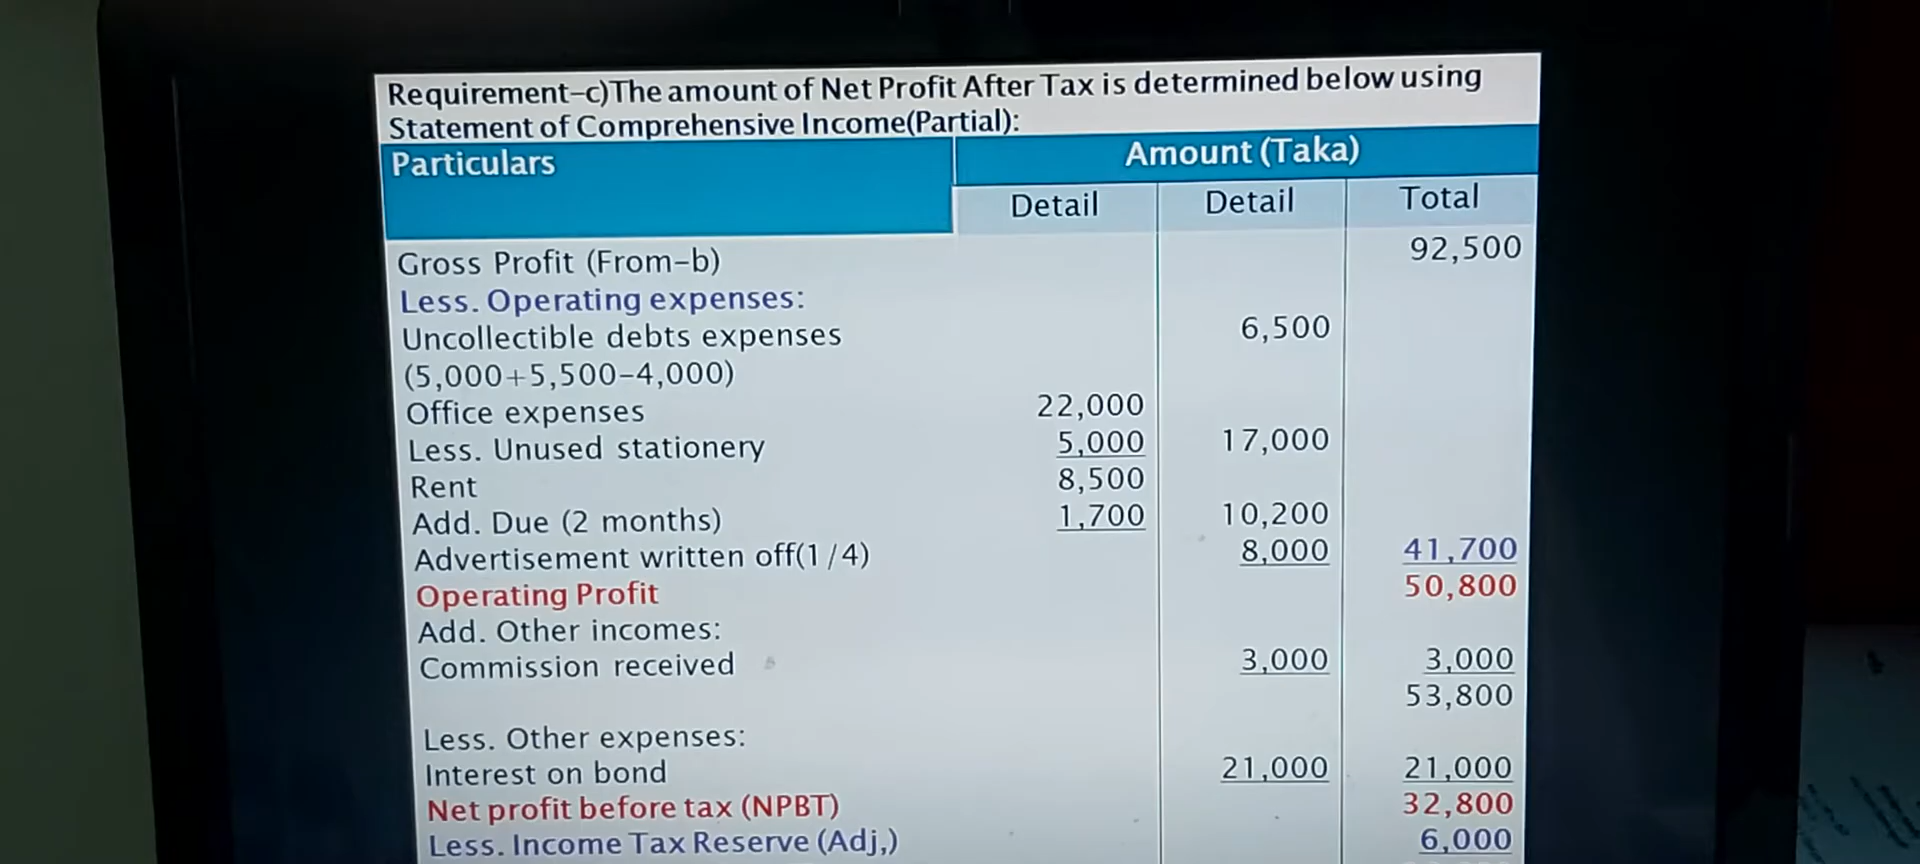 Requirement-c)The amount of Net Profit After Tax is determined below using
Statement of Comprehensive Income(Partial):
Particulars Amount (Taka)
Detail Detail Total
Gross Profit (From-b) 92,500
Less. Operating expenses:
Uncollectible debts expenses 6,500
(5,000+5,500-4,000)
Office expenses 22,000
Less. Unused stationery 5,000 17,000
Rent 8,500
Add. Due (2 months) 1,700 10,200
Advertisement written off(1/4) 8,000 41,700
Operating Profit 50,800
Add. Other incomes:
Commission received 3,000 3,000
53,800
Less. Other expenses:
Interest on bond 21,000 21,000
Net profit before tax (NPBT) 32,800
Less. Income Tax Reserve (Adj,) 6,000